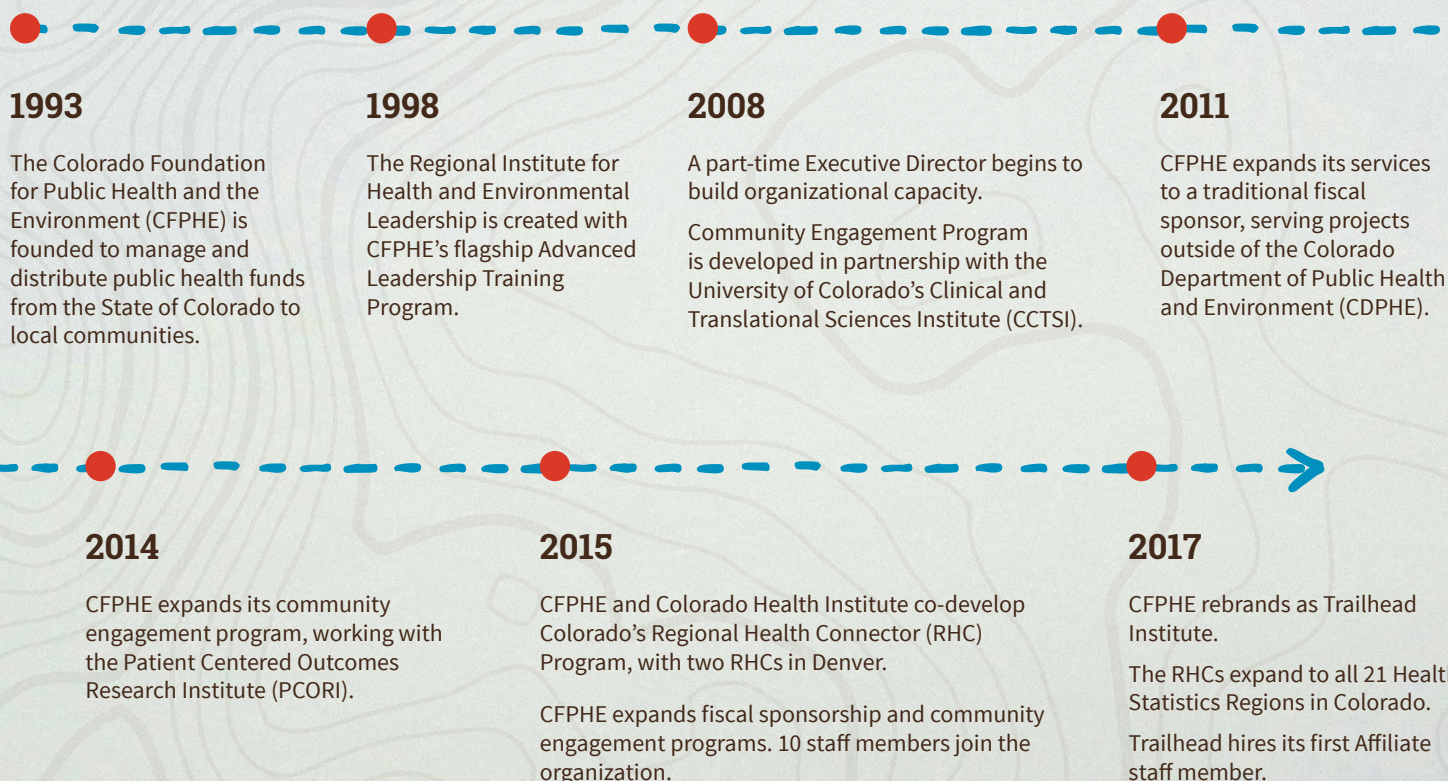 1993
The Colorado Foundation
for Public Health and the
Environment (CFPHE) is
founded to manage and
distribute public health funds
from the State of Colorado to
local communities.
1998
The Regional Institute for
Health and Environmental
Leadership is created with
CFPHE’s flagship Advanced
Leadership Training
Program.
2008
A part-time Executive Director begins to
build organizational capacity.
Community Engagement Program
is developed in partnership with the
University of Colorado’s Clinical and
Translational Sciences Institute (CCTSI).
2011
CFPHE expands its services
to a traditional fiscal
sponsor, serving projects
outside of the Colorado
Department of Public Health
and Environment (CDPHE).
2014
CFPHE expands its community
engagement program, working with
the Patient Centered Outcomes
Research Institute (PCORI).
2015
CFPHE and Colorado Health Institute co-develop
Colorado’s Regional Health Connector (RHC)
Program, with two RHCs in Denver.
CFPHE expands fiscal sponsorship and community
engagement programs. 10 staff members join the
organization.
2017
CFPHE rebrands as Trailhead
Institute.
The RHCs expand to all 21 Health
Statistics Regions in Colorado.
Trailhead hires its first Affiliate
staff member.